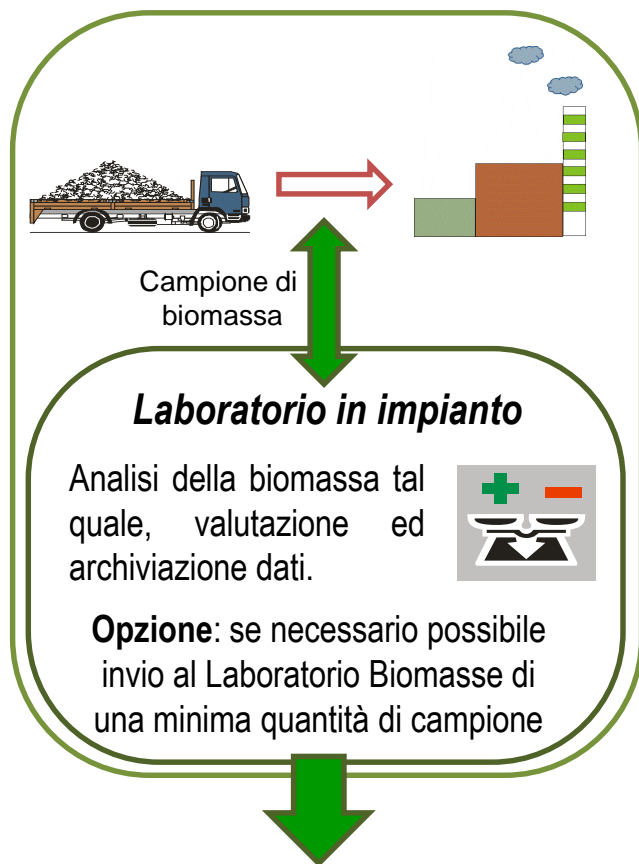 Campione di
biomassa
Laboratorio in impianto
Analisi della biomassa tal
quale, valutazione ed
archiviazione dati.
Opzione: se necessario possibile
invio al Laboratorio Biomasse di
una minima quantità di campione